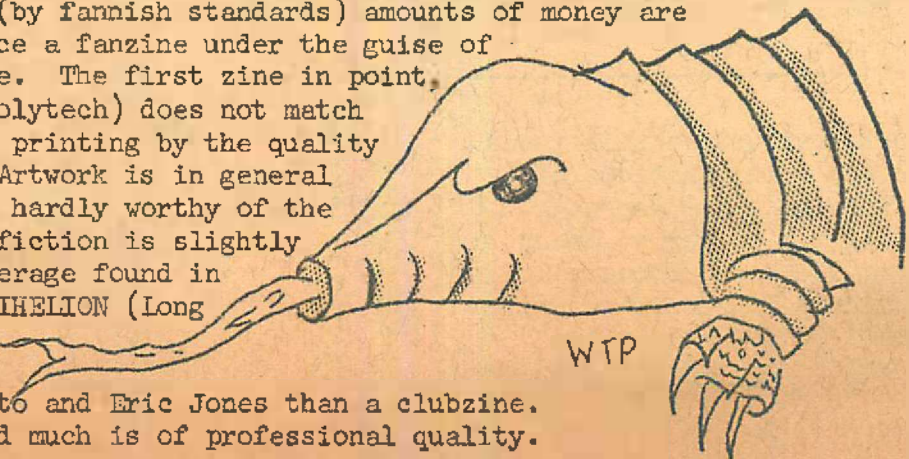 (by fannish standards) amounts of money are
ce a fanzine under the guise of
e. The first zine in point,
olytech) does not match
printing by the quality
Artwork is in general
hardly worthy of the
fiction is slightly
erage found in
IHELION (Long
WTP
to and Eric Jones than a clubzine.
d much is of professional quality.